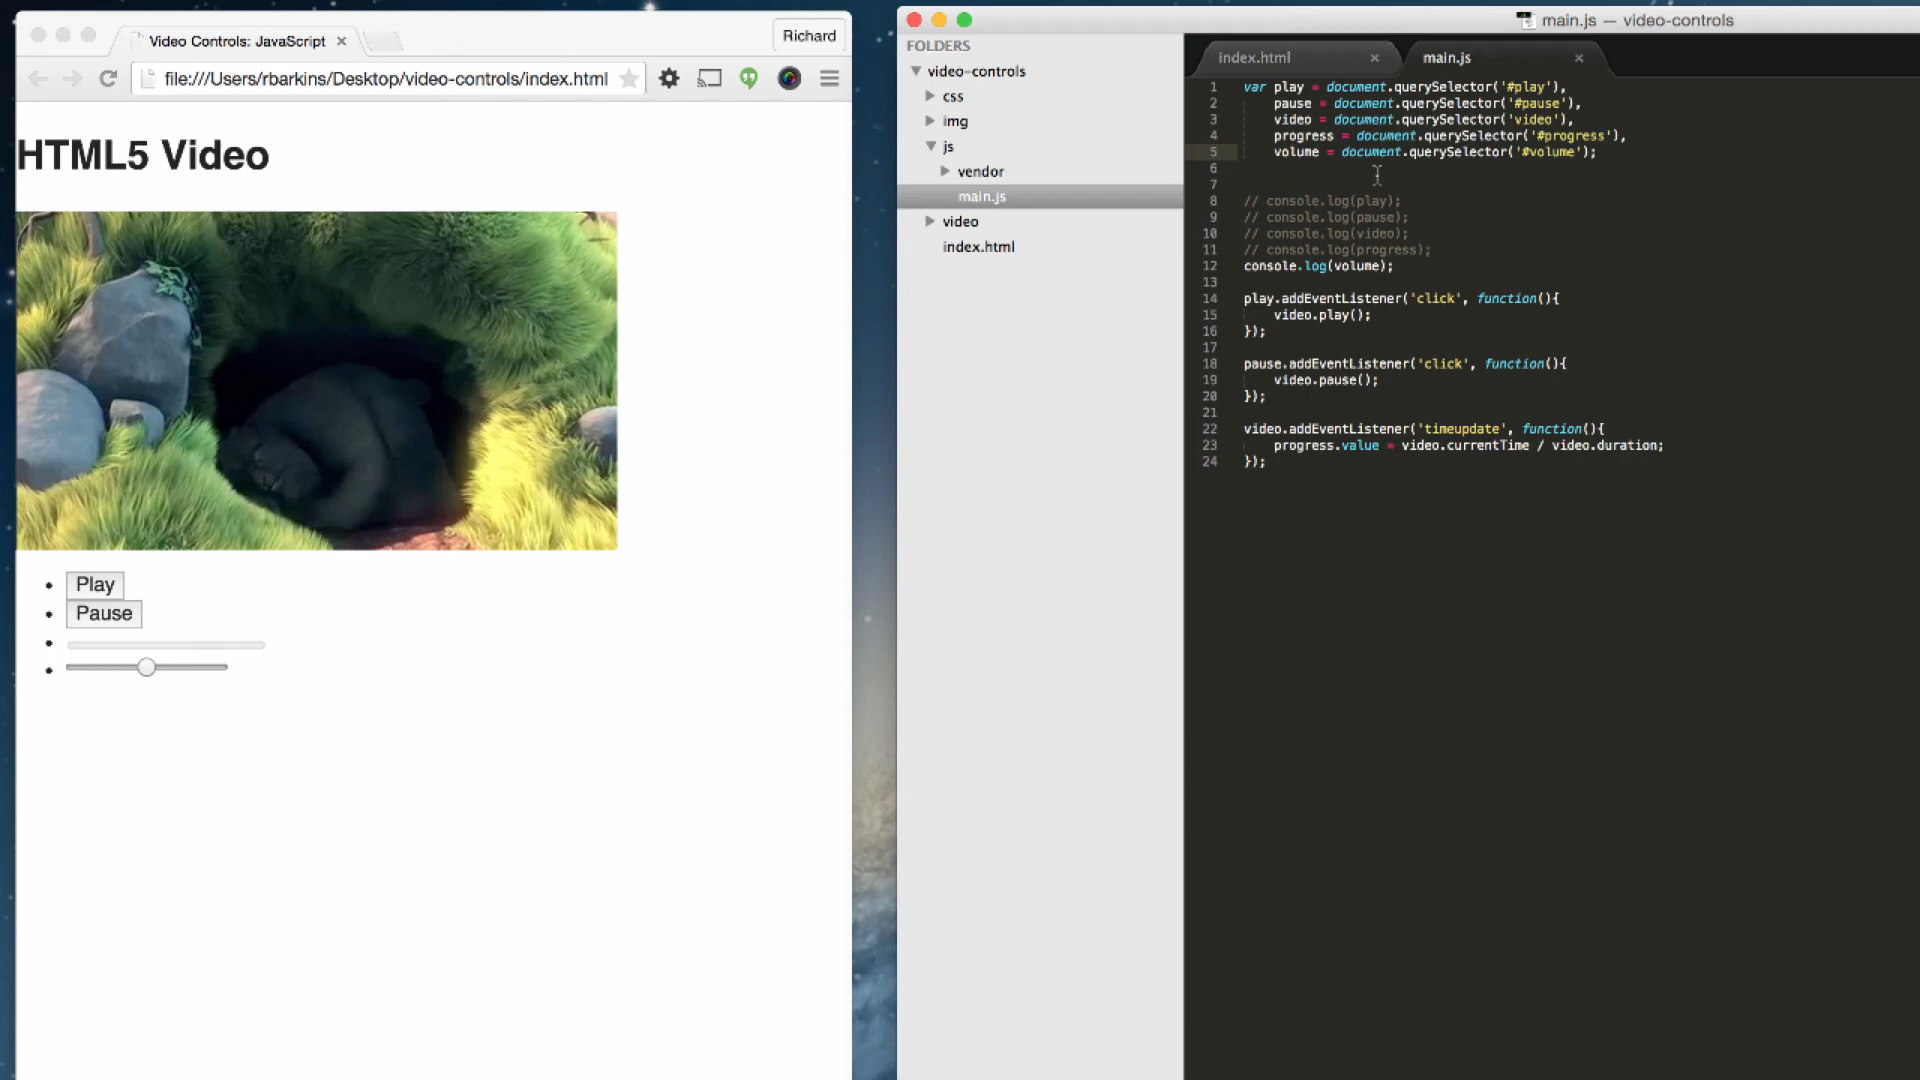 Video Controls: JavaScript
Richard
file:///Users/rbarkins/Desktop/video-controls/index.html
HTML5 Video
Play
Pause
main.js — video-controls
FOLDERS
video-controls
css
img
js
vendor
main.js
video
index.html
index.html
main.js
1 var play = document.querySelector('#play'),
2 pause = document.querySelector('#pause'),
3 video = document.querySelector('video'),
4 progress = document.querySelector('#progress'),
5 volume = document.querySelector('#volume');
6
7
8 // console.log(play);
9 // console.log(pause);
10 // console.log(video);
11 // console.log(progress);
12 console.log(volume);
13
14 play.addEventListener('click', function(){
15 video.play();
16 });
17
18 pause.addEventListener('click', function(){
19 video.pause();
20 });
21
22 video.addEventListener('timeupdate', function(){
23 progress.value = video.currentTime / video.duration;
24 });